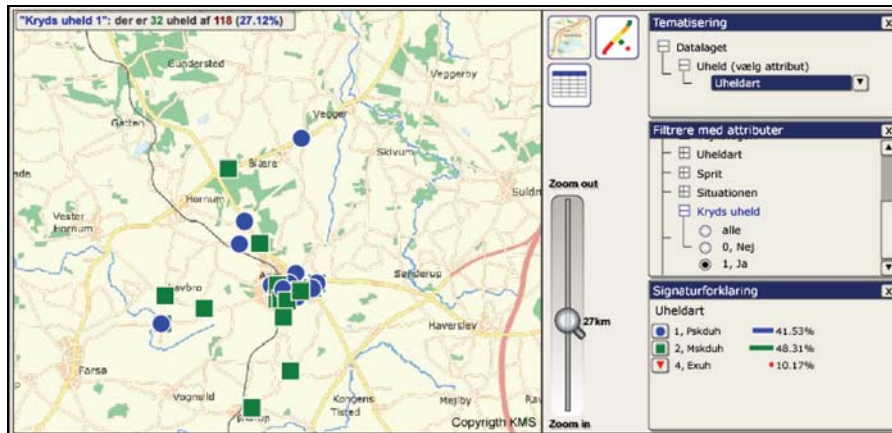 "Kryds uheld 1": der er 32 uheld af 118 (27.12%)
Gundersted
Veggerby
Vegger
Gatten
Skivum
Blære
Hornum
Vester
Hornum
Suldru
Sønderup
Haverslev
Farsa
Vognsild
Kongens
Tisted
Mejlby
Copyrigth KMS
Zoom out
27km
Zoom in
Tematisering
Datalaget
Uheld (vælg attribut)
Uheldart
Filtrere med attributer
Uheldart
Sprit
Situationen
Kryds uheld
alle
0, Nej
1, Ja
Signaturforklaring
Uheldart
1, Pskduh 41.53%
2, Mskduh 48.31%
4, Exuh 10.17%